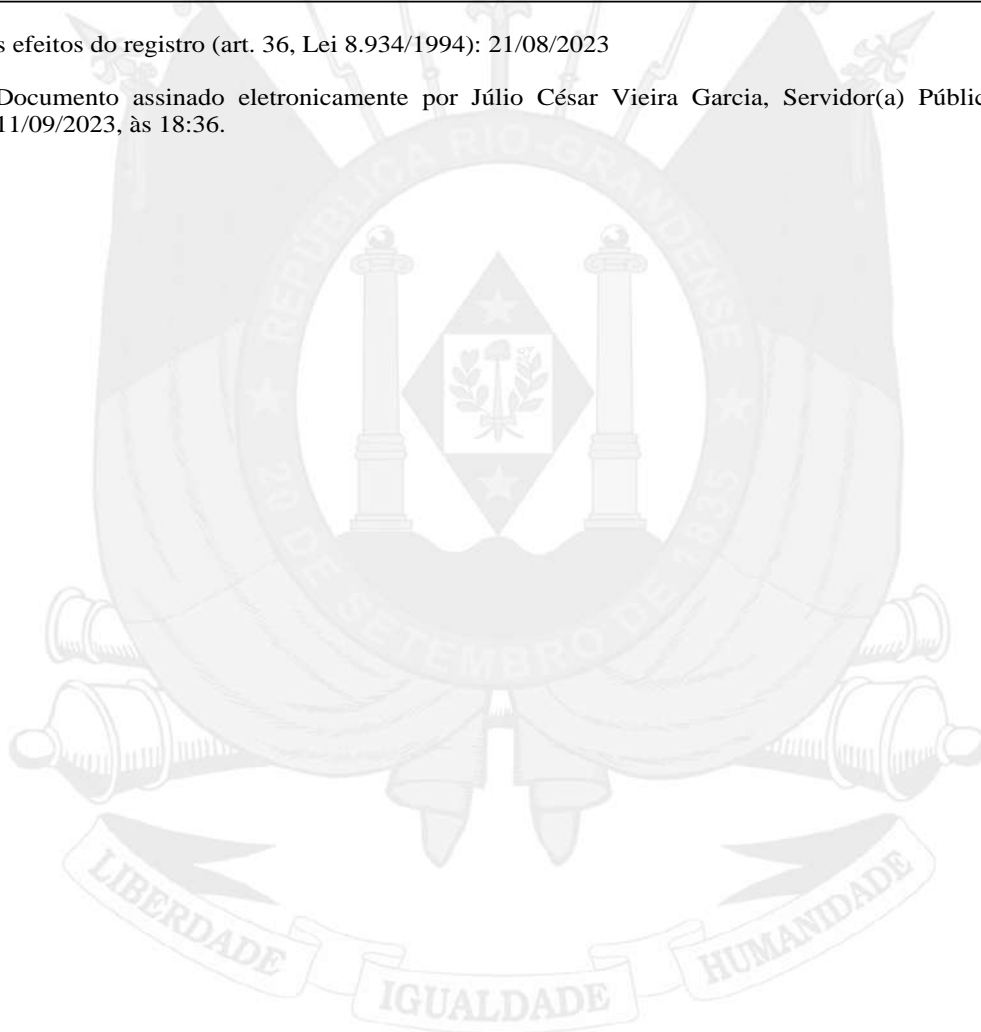 s efeitos do registro (art. 36, Lei 8.934/1994): 21/08/2023
Documento assinado eletronicamente por Júlio César Vieira Garcia, Servidor(a) Públic
11/09/2023, às 18:36.
REPUBLICA RIO-GRANDENSE
20 DE SETEMBRO DE 1835
LIBERDADE
IGUALDADE
HUMANIDADE